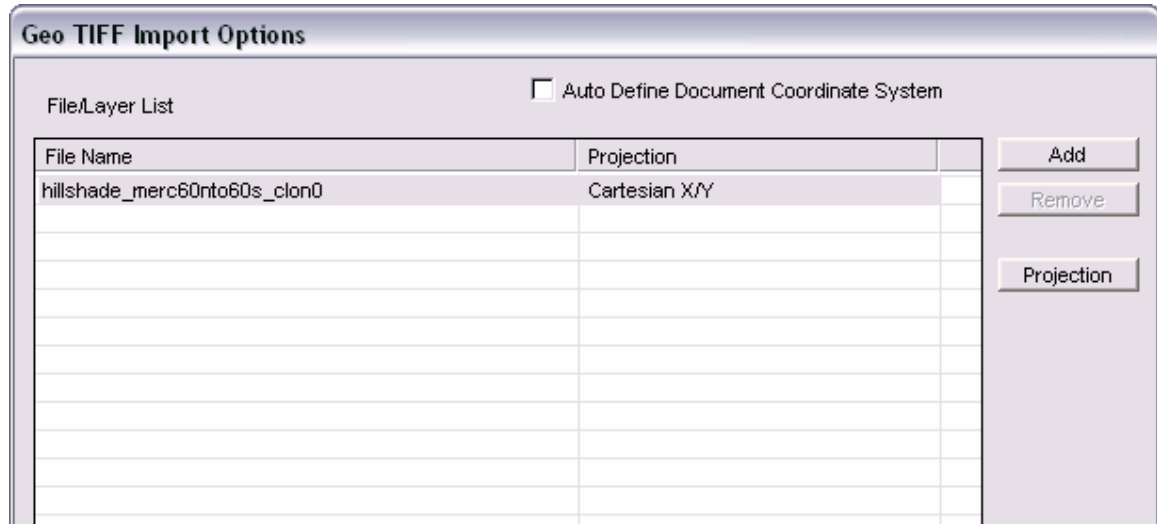 Geo TIFF Import Options
Auto Define Document Coordinate System
File/Layer List
File Name Projection
Add
hillshade_merc60nto60s_clon0 Cartesian X/Y
Remove
Projection